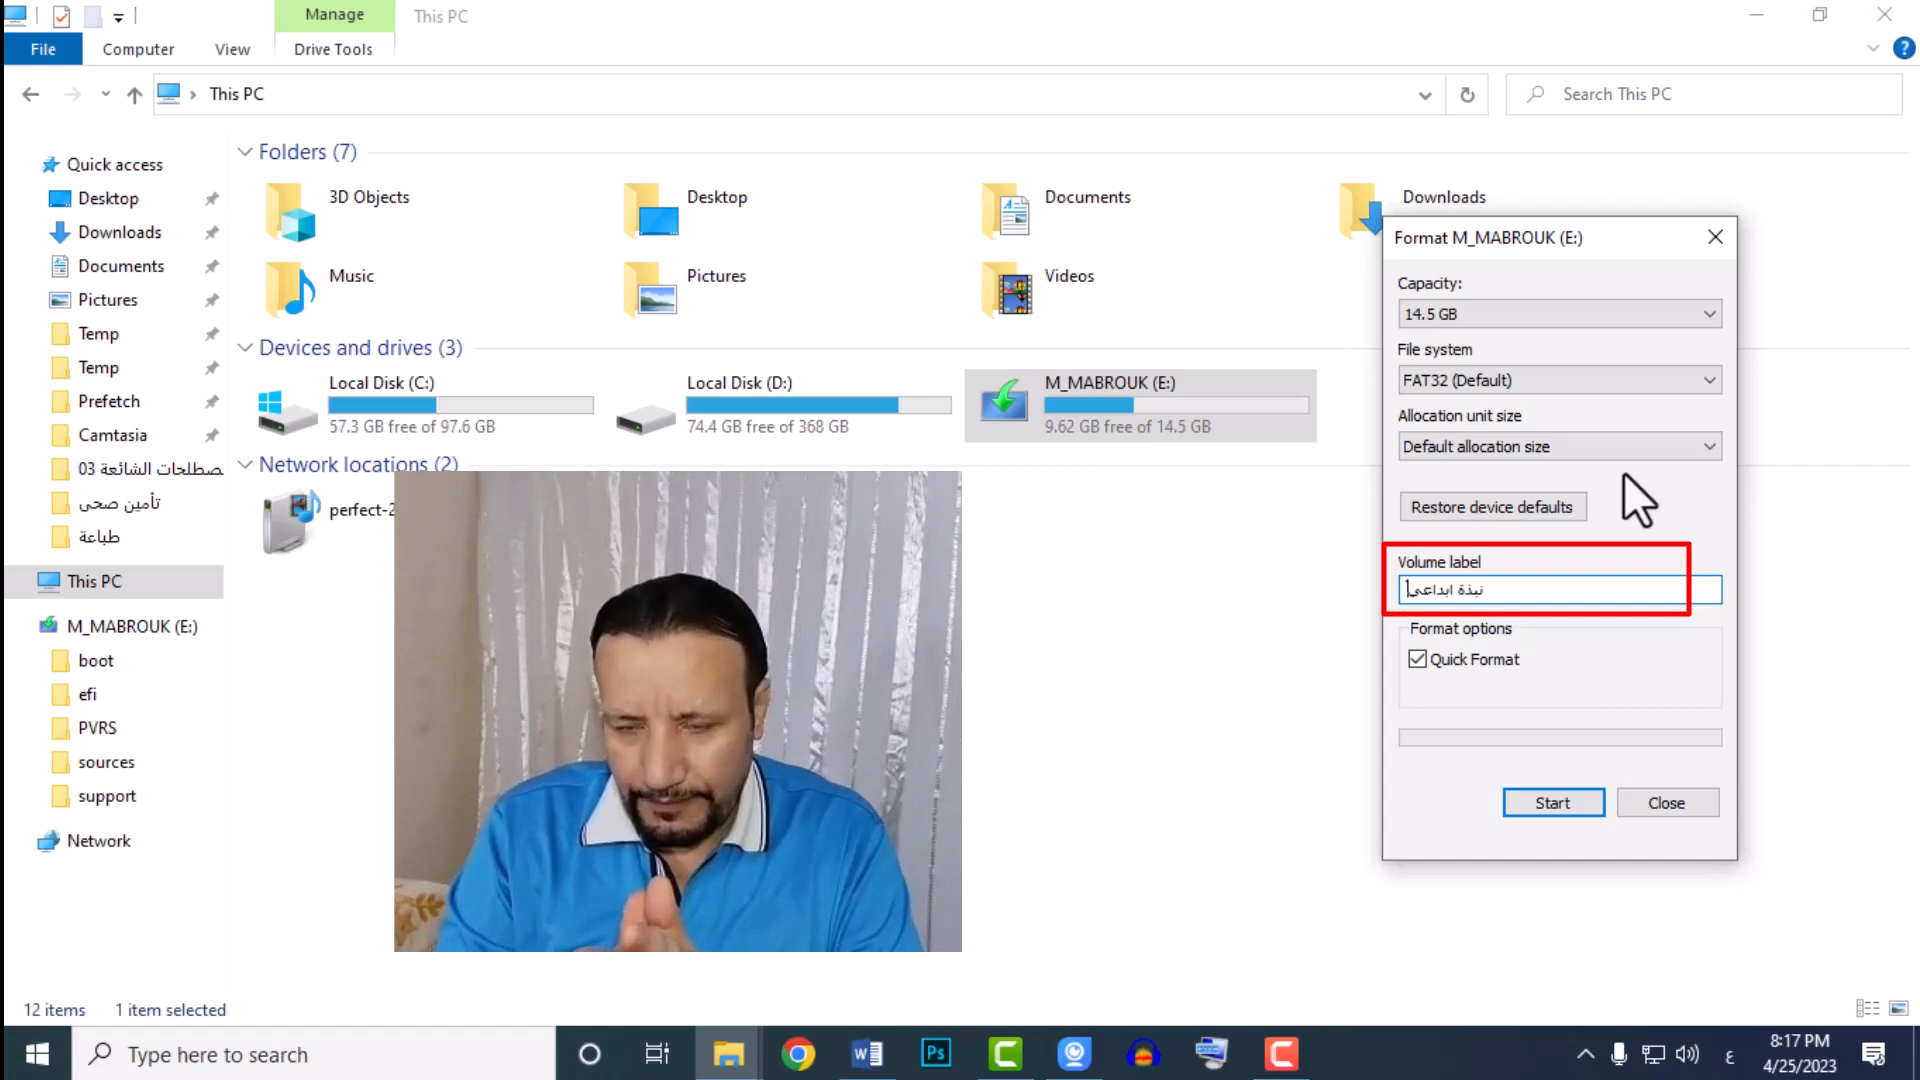 Manage
This PC
File
Computer
View
Drive Tools
This PC
Search This PC
Quick access
Desktop
Downloads
Documents
Pictures
Temp
Temp
Prefetch
Camtasia
صطلحات الشائعة 03
تأمين صحى
طباعة
This PC
M_MABROUK (E:)
boot
efi
PVRS
sources
support
Network
Folders (7)
3D Objects
Desktop
Documents
Downloads
Music
Pictures
Videos
Devices and drives (3)
Local Disk (C:)
57.3 GB free of 97.6 GB
Local Disk (D:)
74.4 GB free of 368 GB
M_MABROUK (E:)
9.62 GB free of 14.5 GB
Network locations (2)
perfect-2
Format M_MABROUK (E:)
Capacity:
14.5 GB
File system
FAT32 (Default)
Allocation unit size
Default allocation size
Restore device defaults
Volume label
نبذة ابداعي
Format options
Quick Format
Start
Close
12 items
1 item selected
Type here to search
Ps
ع
8:17 PM
4/25/2023